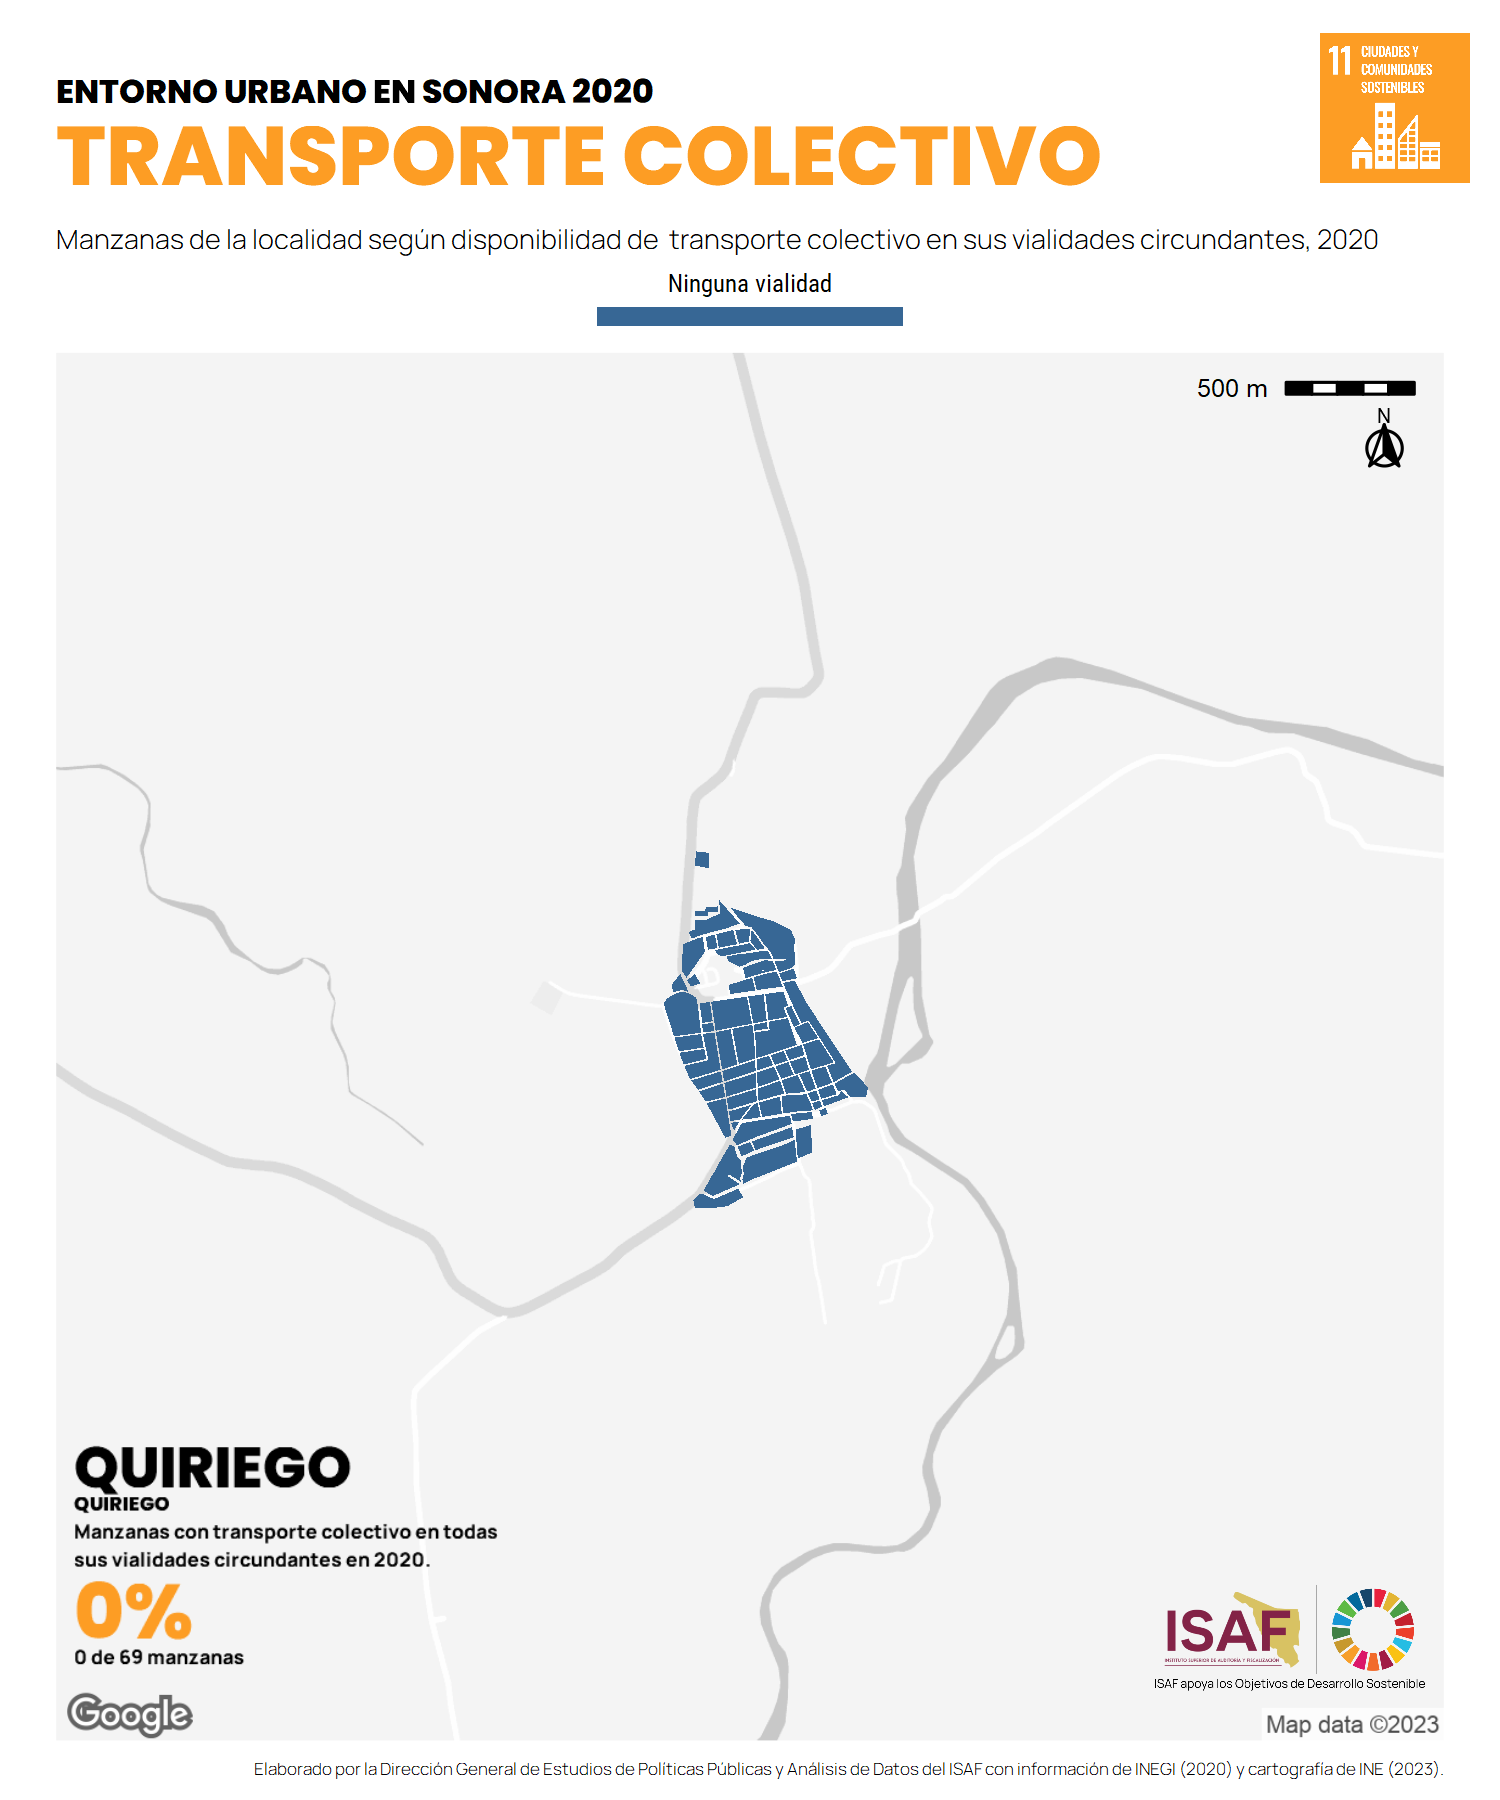 ENTORNO URBANO EN SONORA 2020
TRANSPORTE COLECTIVO
11 CIUDADES Y
COMUNIDADES
SOSTENIBLES
Manzanas de la localidad según disponibilidad de transporte colectivo en sus vialidades circundantes, 2020
Ninguna vialidad
500 m
N
QUIRIEGO
QUIRIEGO
Manzanas con transporte colectivo en todas
sus vialidades circundantes en 2020.
0%
0 de 69 manzanas
Google
ISAF
INSTITUTO SUPERIOR DE AUDITORÍA Y FISCALIZACIÓN
ISAF apoya los Objetivos de Desarrollo Sostenible
Map data ©2023
Elaborado por la Dirección General de Estudios de Políticas Públicas y Análisis de Datos del ISAF con información de INEGI (2020) y cartografía de INE (2023).